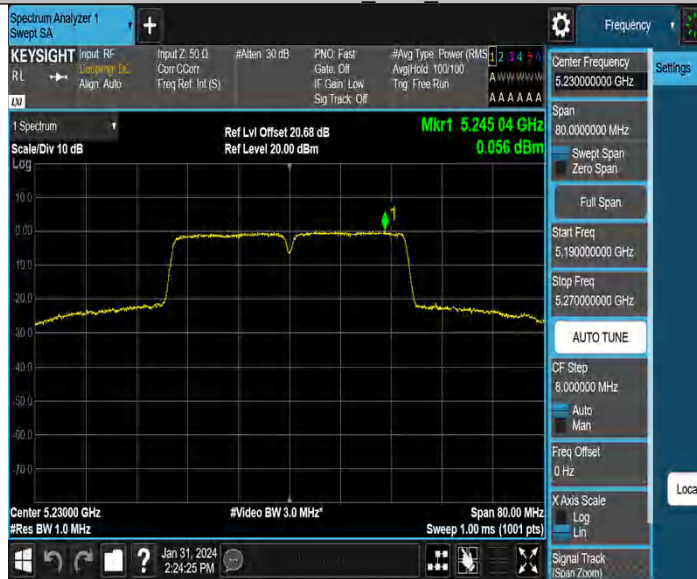 Spectrum Analyzer 1
Swept SA
Frequency
KEYSIGHT
RL
LXI
Input: RF
Coupling: DC
Align: Auto
Input Z: 50 Ω
Corr CCorr
Freq Ref: Int (S)
#Atten: 30 dB
PNO: Fast
Gate: Off
IF Gain: Low
Sig Track: Off
#Avg Type: Power (RMS
Avg|Hold: 100/100
Trig: Free Run
1 2 3 4 5 6
A W W W W W
A A A A A A
1 Spectrum
Scale/Div 10 dB
Log
Ref Lvl Offset 20.68 dB
Ref Level 20.00 dBm
Mkr1 5.245 04 GHz
0.056 dBm
10.0
0.00
-10.0
-20.0
-30.0
-40.0
-50.0
-60.0
-70.0
1
Center 5.23000 GHz
#Res BW 1.0 MHz
#Video BW 3.0 MHz*
Span 80.00 MHz
Sweep 1.00 ms (1001 pts)
Jan 31, 2024
2:24:25 PM
Center Frequency
5.230000000 GHz
Span
80.0000000 MHz
Swept Span
Zero Span
Full Span
Start Freq
5.190000000 GHz
Stop Freq
5.270000000 GHz
AUTO TUNE
CF Step
8.000000 MHz
Auto
Man
Freq Offset
0 Hz
X Axis Scale
Log
Lin
Signal Track
(Span Zoom)
Settings
Loca